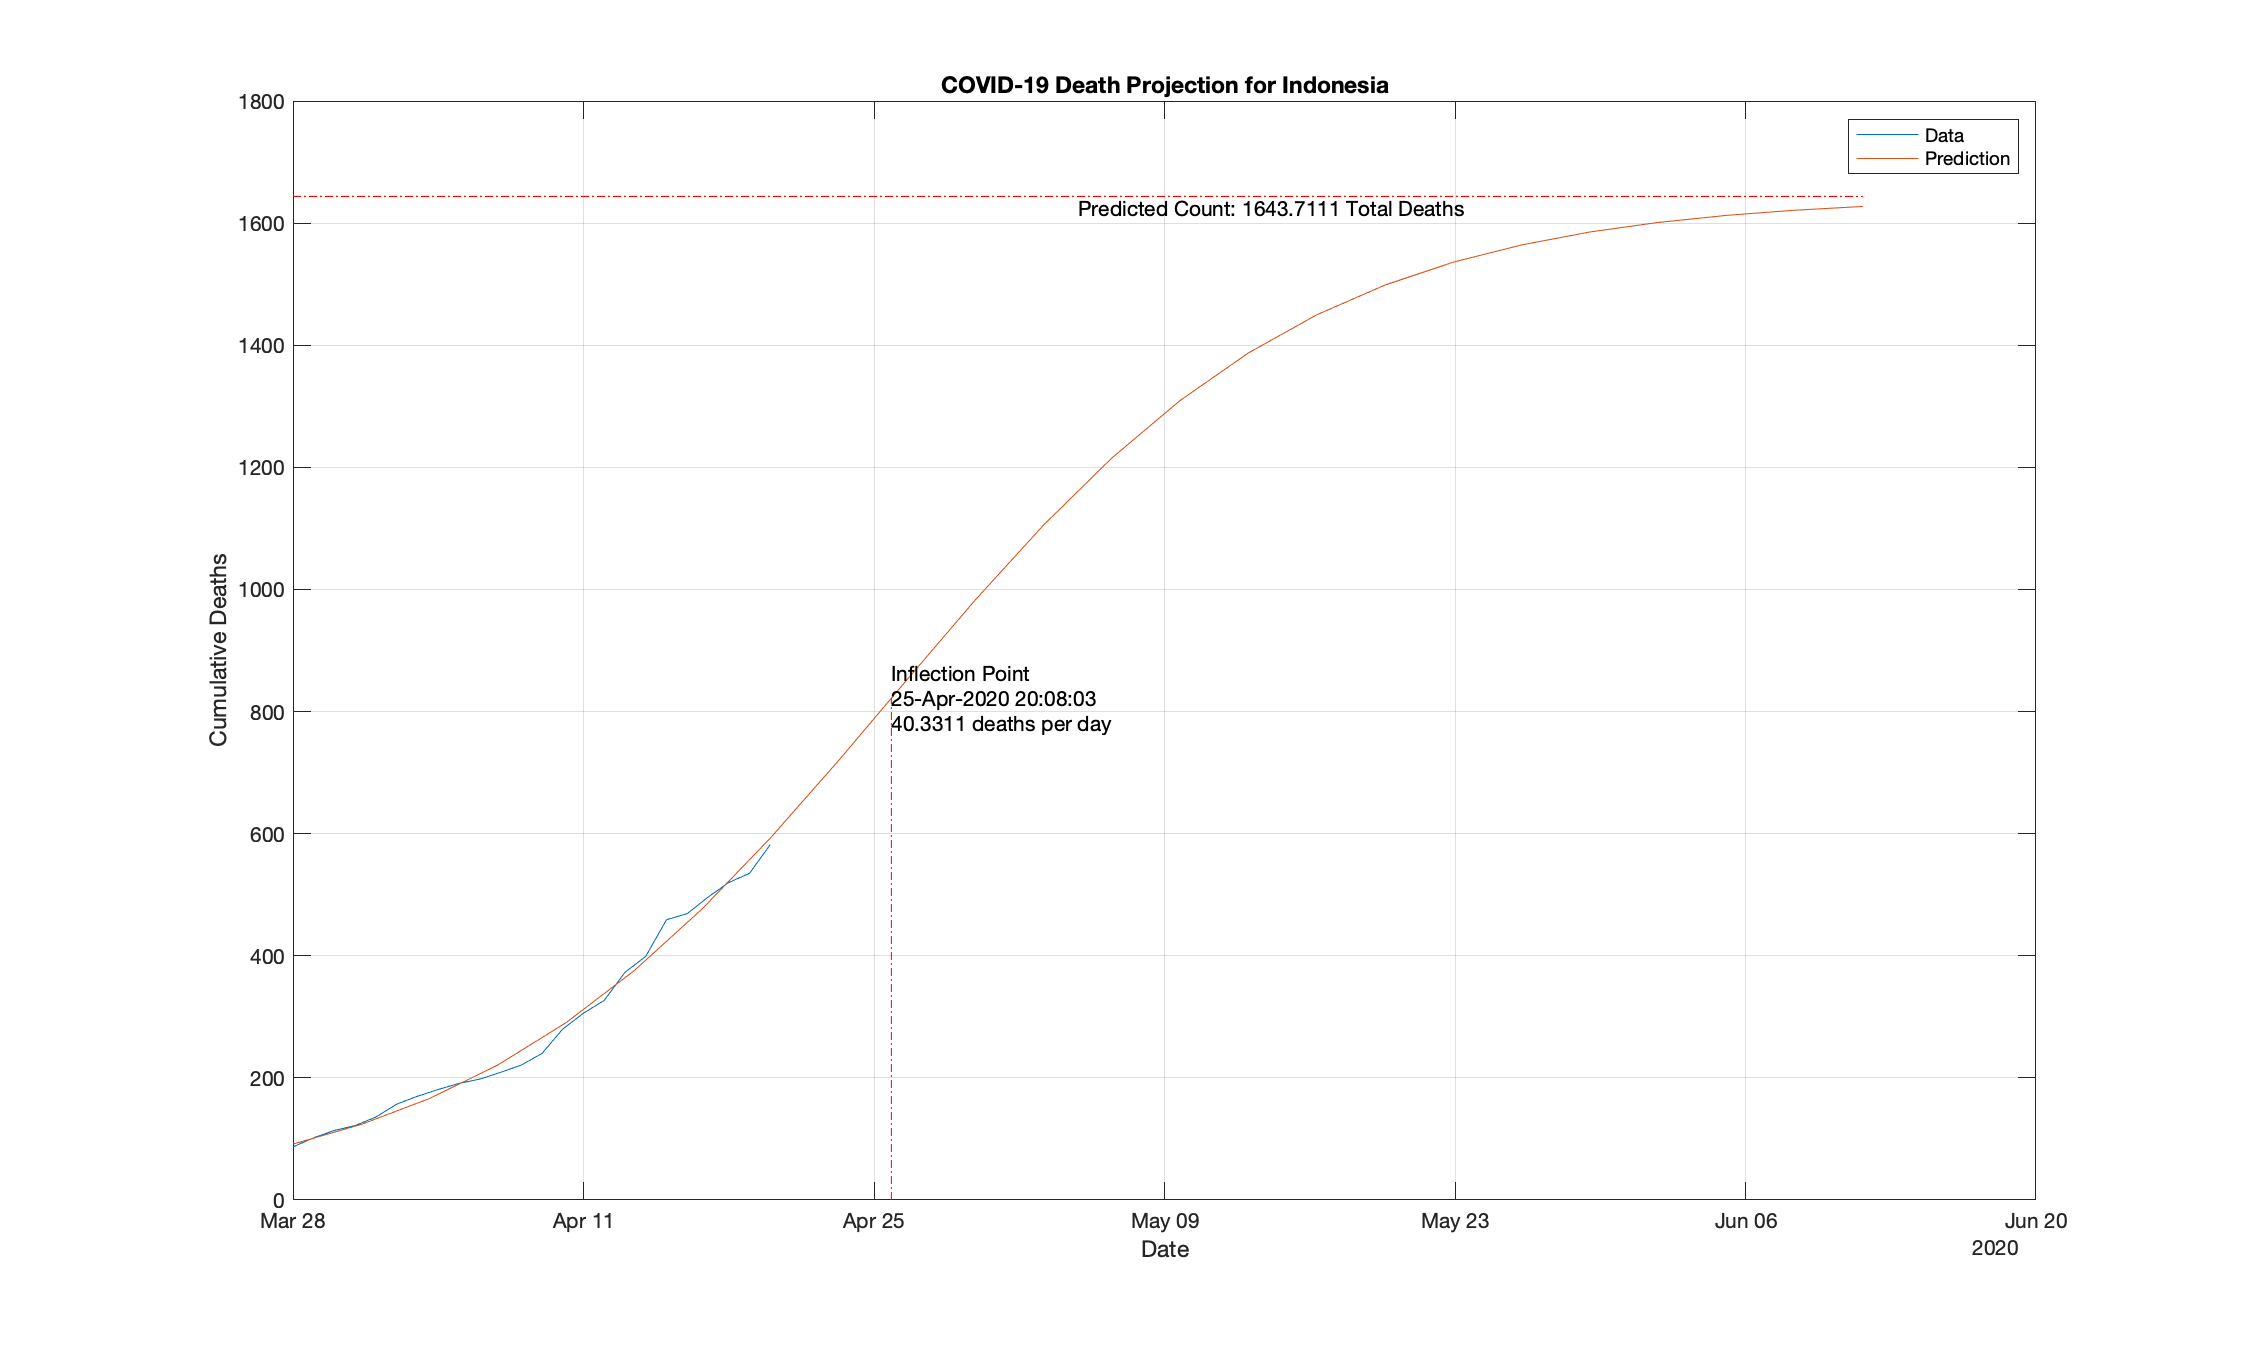 COVID-19 Death Projection for Indonesia
1800
1600
1400
1200
1000
800
600
400
200
0
Cumulative Deaths
Data
Prediction
Predicted Count: 1643.7111 Total Deaths
Inflection Point
25-Apr-2020 20:08:03
40.3311 deaths per day
Mar 28
Apr 11
Apr 25
May 09
May 23
Jun 06
Jun 20
Date
2020